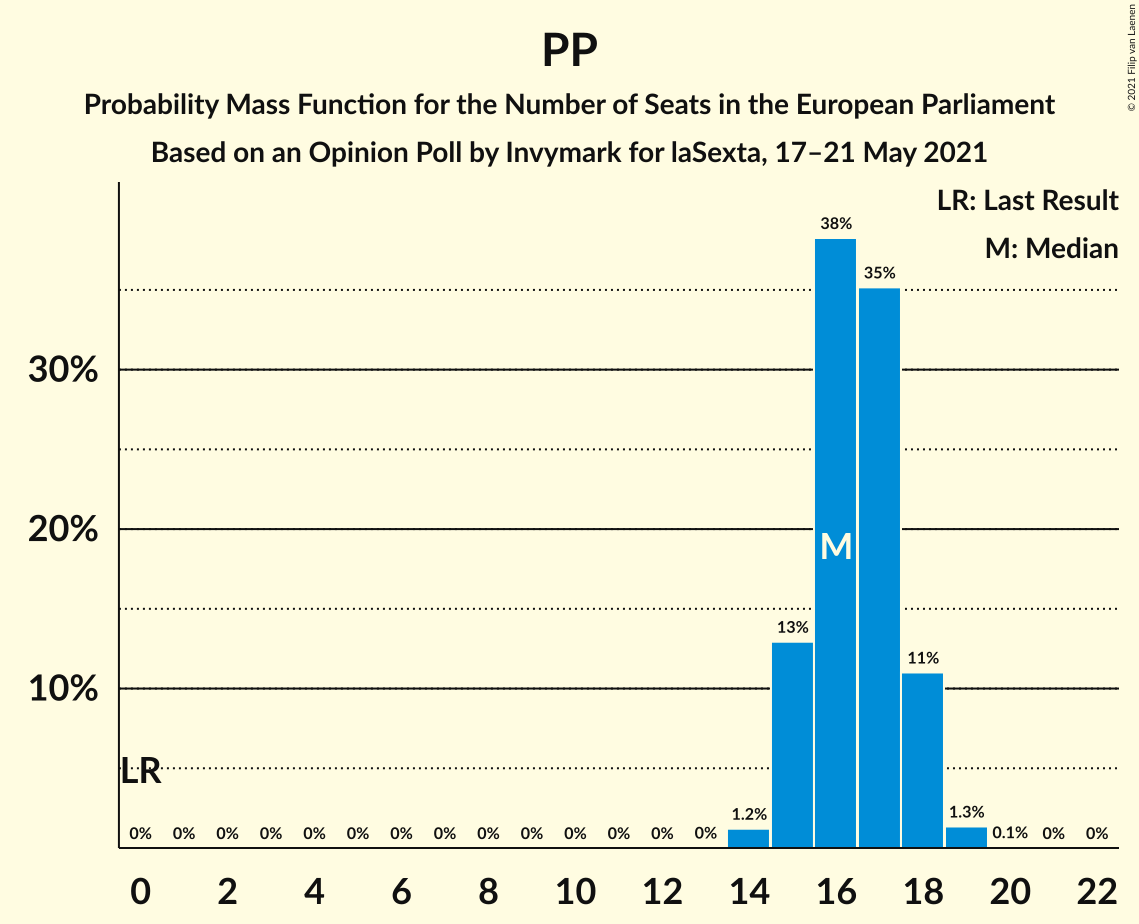 PP
Probability Mass Function for the Number of Seats in the European Parliament
Based on an Opinion Poll by Invymark for laSexta, 17–21 May 2021
© 2021 Filip van Laenen
LR: Last Result
M: Median
38%
35%
30%
20%
M
13%
11%
10%
LR
1.2%
1.3%
0% 0% 0% 0% 0% 0% 0% 0% 0% 0% 0% 0% 0% 0% 0.1% 0% 0%
0 2 4 6 8 10 12 14 16 18 20 22